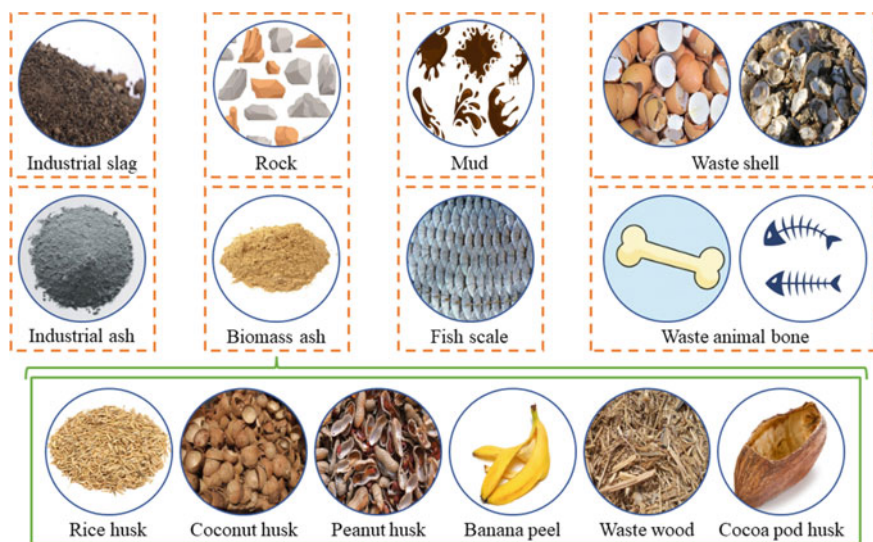 Industrial slag
Rock
Mud
Waste shell
Industrial ash
Biomass ash
Fish scale
Waste animal bone
Rice husk
Coconut husk
Peanut husk
Banana peel
Waste wood
Cocoa pod husk